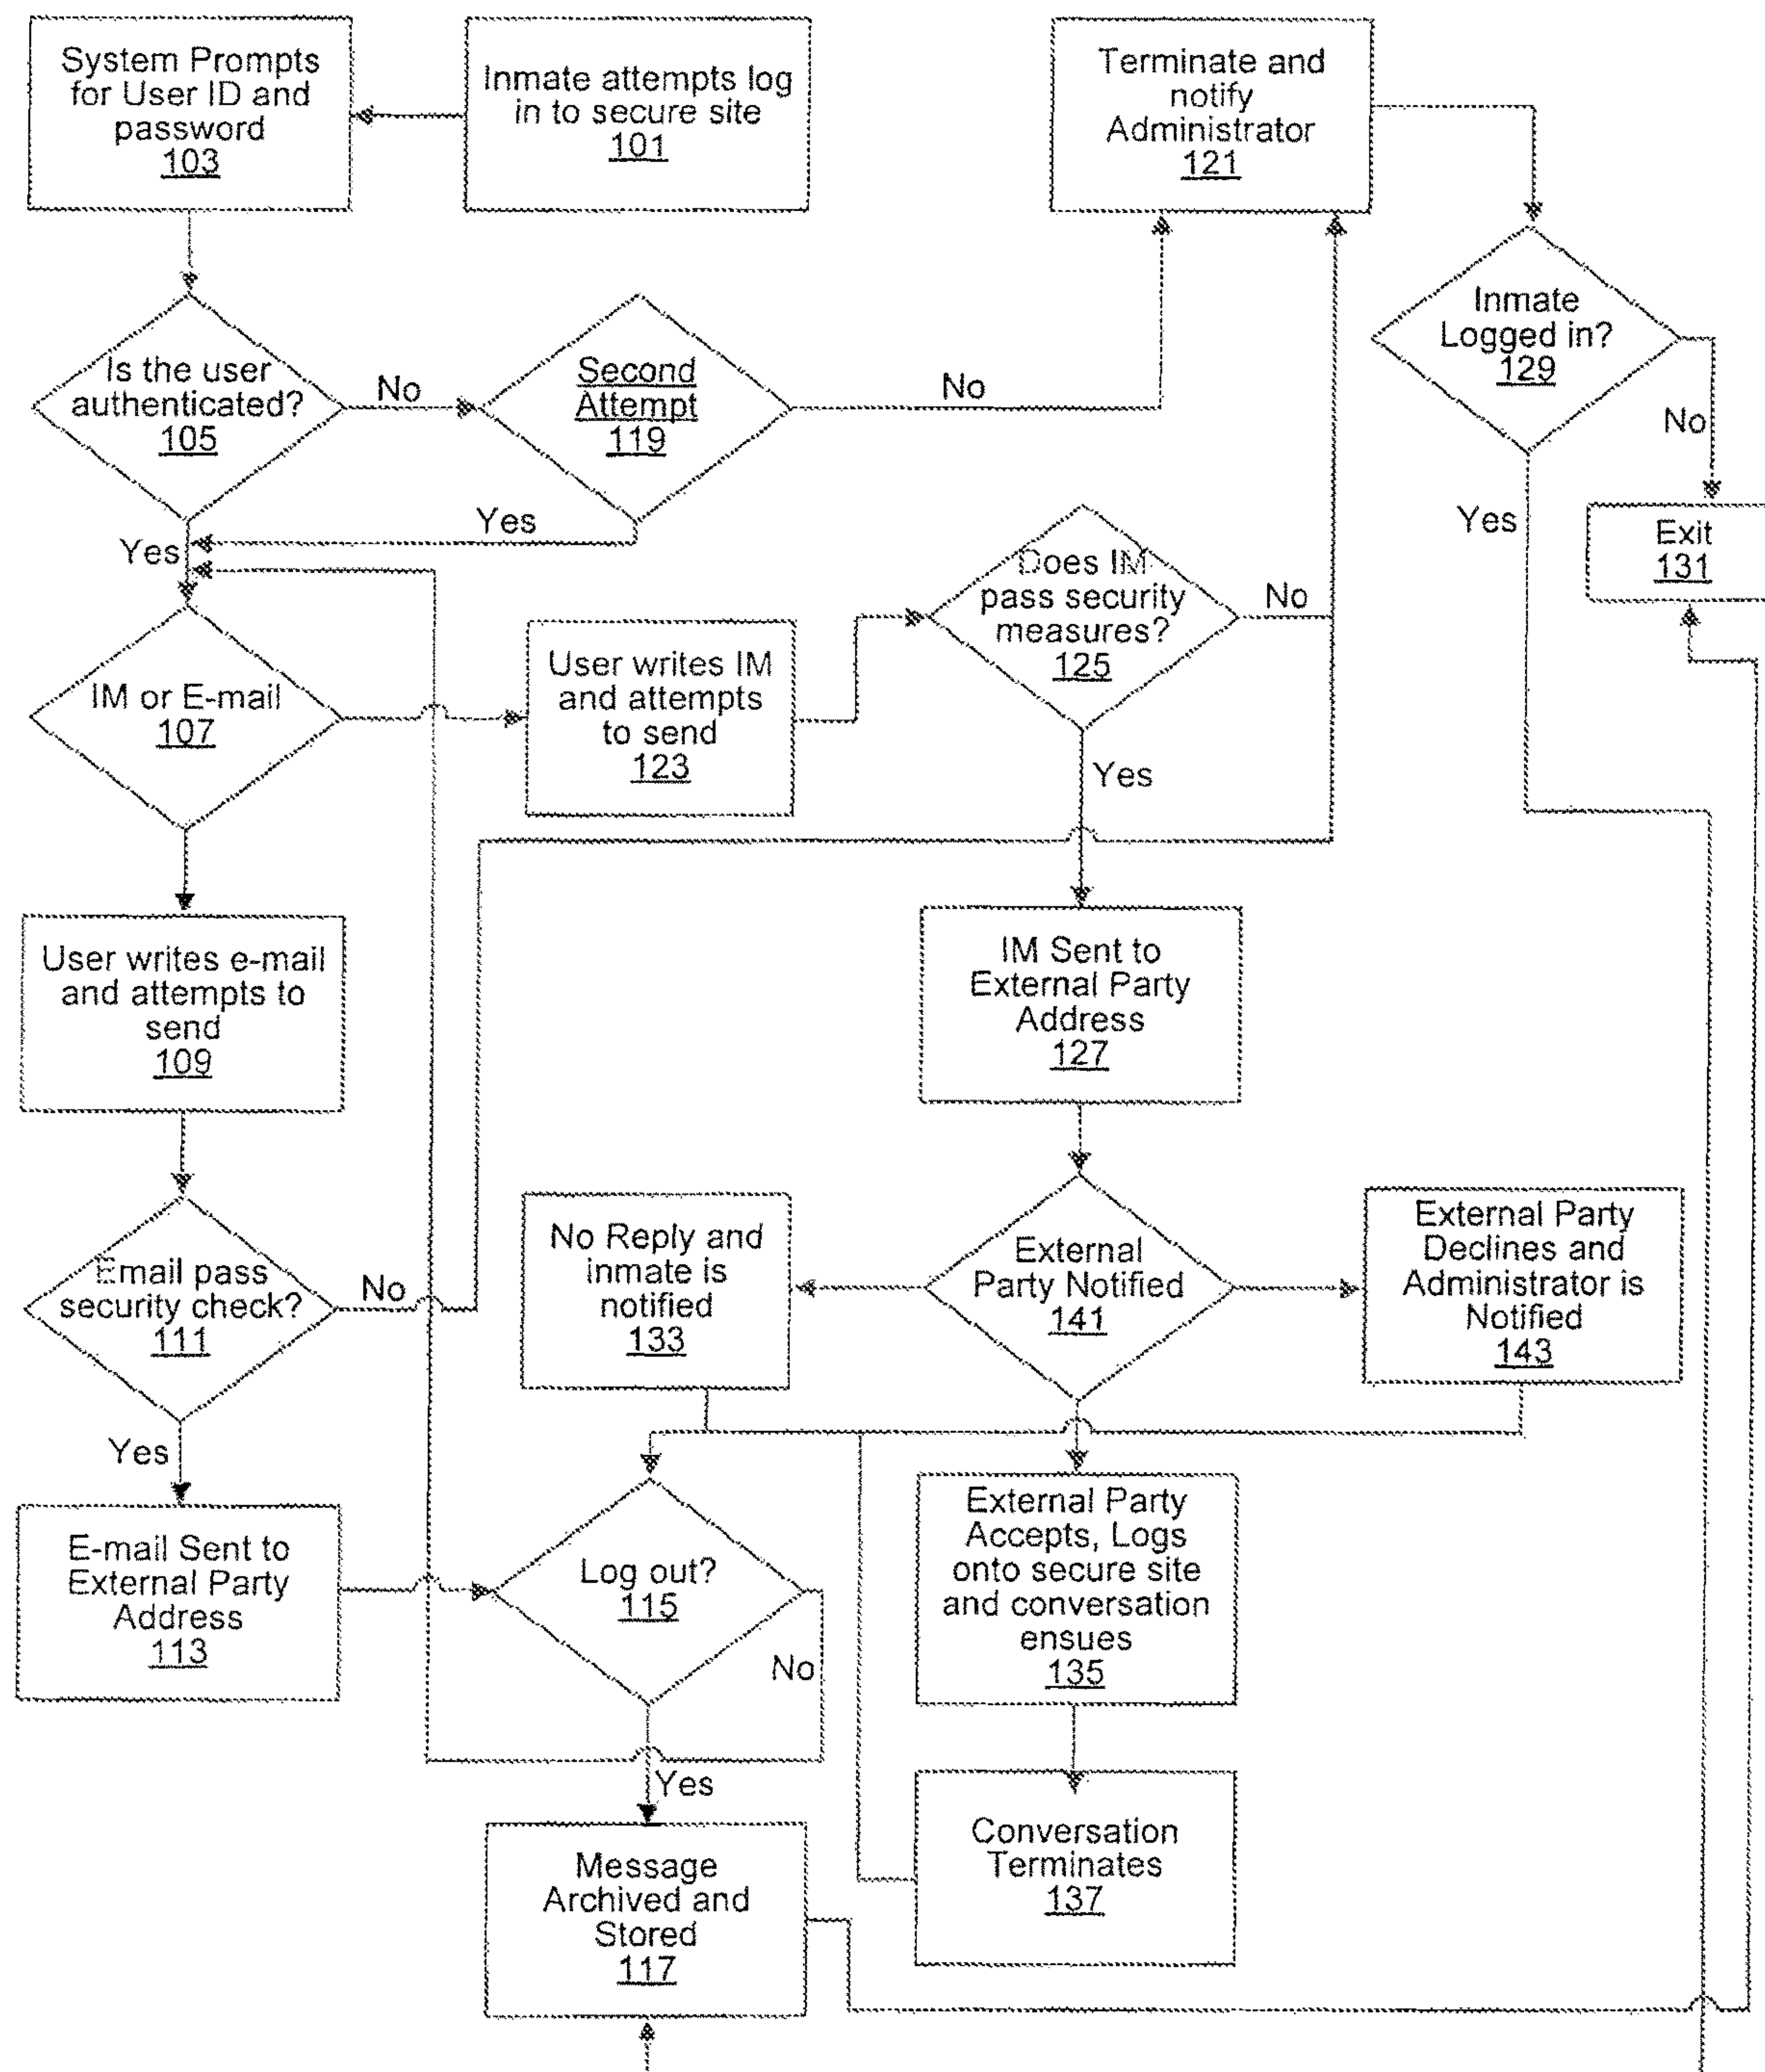 System Prompts
for User ID and
password
103
Inmate attempts log
in to secure site
101
Terminate and
notify
Administrator
121
Is the user
authenticated?
105
No
Second
Attempt
119
No
Inmate
Logged in?
129
No
Yes
Yes
Yes
Exit
131
IM or E-mail
107
User writes IM
and attempts
to send
123
Does IM
pass security
measures?
125
No
Yes
User writes e-mail
and attempts to
send
109
IM Sent to
External Party
Address
127
Email pass
security check?
111
No
Yes
No Reply and
inmate is
notified
133
External
Party Notified
141
External Party
Declines and
Administrator is
Notified
143
E-mail Sent to
External Party
Address
113
Log out?
115
No
Yes
External Party
Accepts, Logs
onto secure site
and conversation
ensues
135
Message
Archived and
Stored
117
Conversation
Terminates
137